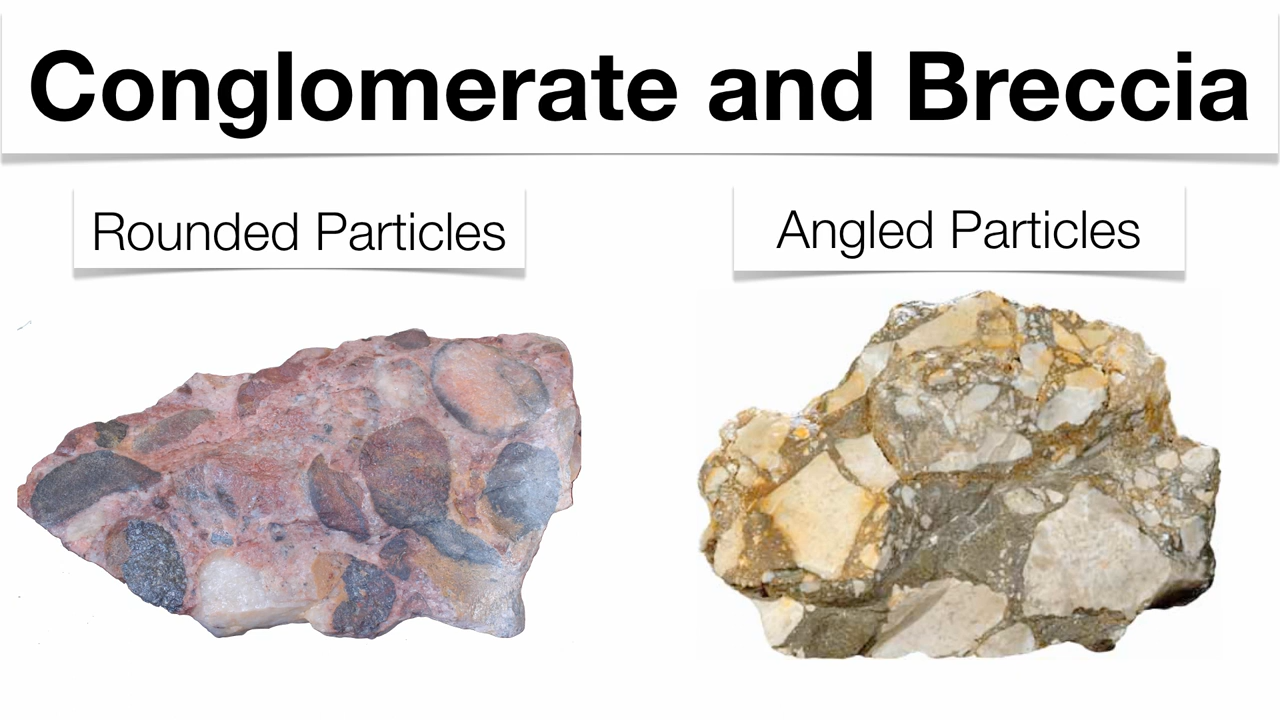 Conglomerate and Breccia
Rounded Particles
Angled Particles